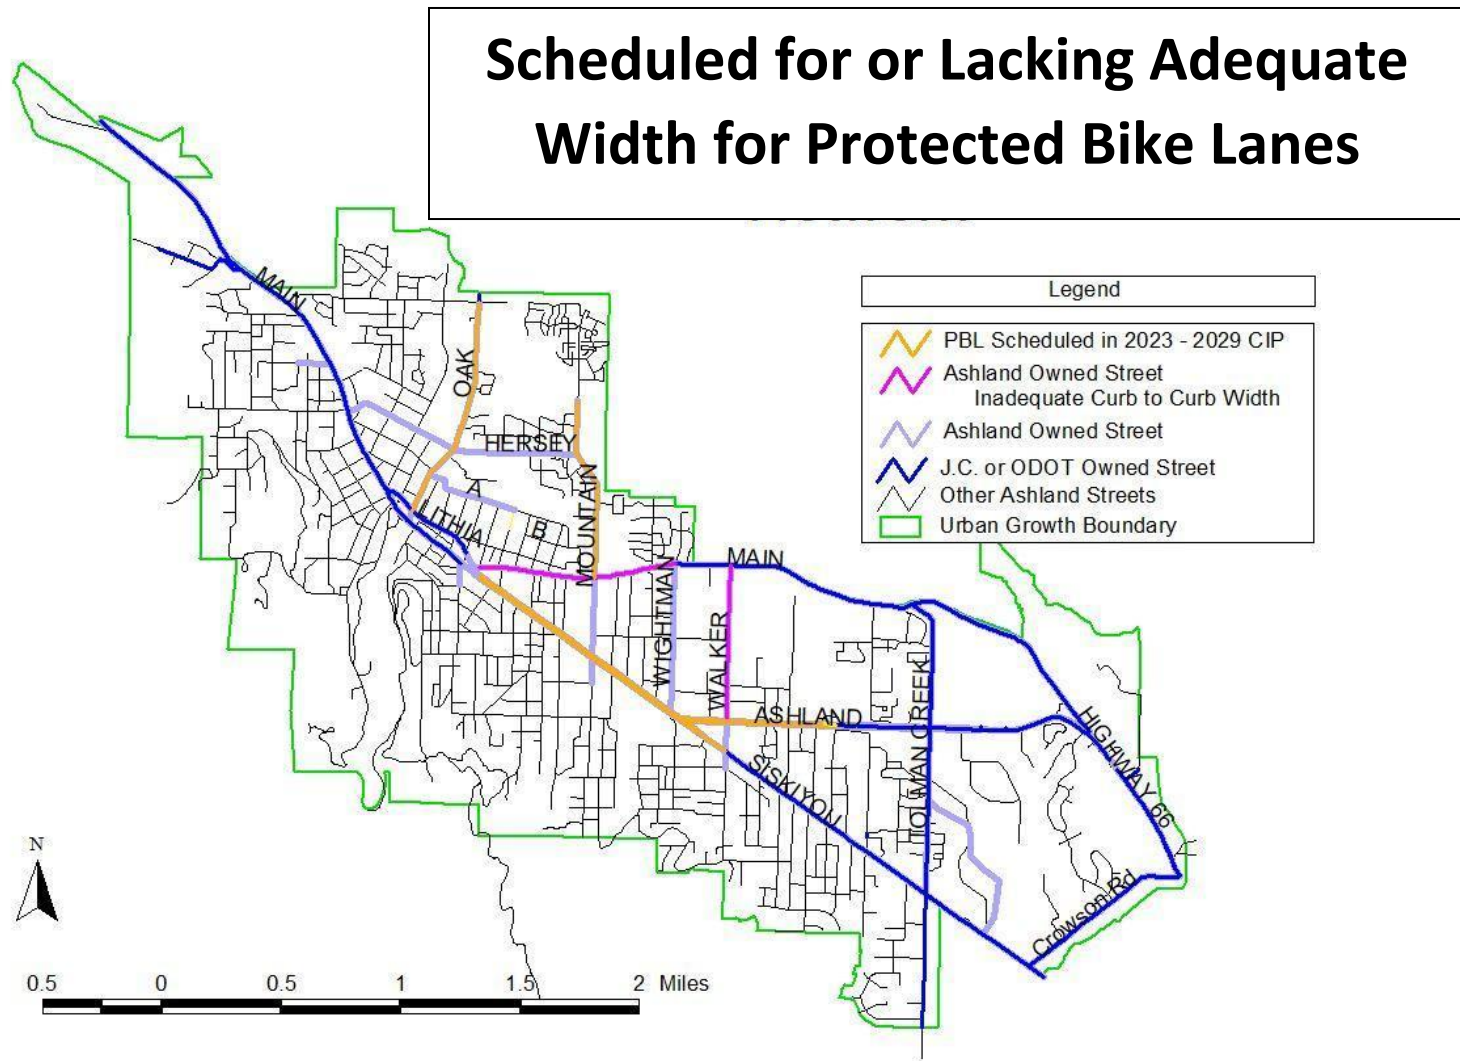 Scheduled for or Lacking Adequate
Width for Protected Bike Lanes
Legend
PBL Scheduled in 2023 - 2029 CIP
Ashland Owned Street
Inadequate Curb to Curb Width
Ashland Owned Street
J.C. or ODOT Owned Street
Other Ashland Streets
Urban Growth Boundary
MAIN
OAK
HERSEY
A
LITHIA
B
MOUNTAIN
MAIN
WIGHTMAN
WALKER
ASHLAND
TOLMAN CREEK
SISKIYOU
HIGHWAY 66
Crowson Rd
N
0.5 0 0.5 1 1.5 2 Miles